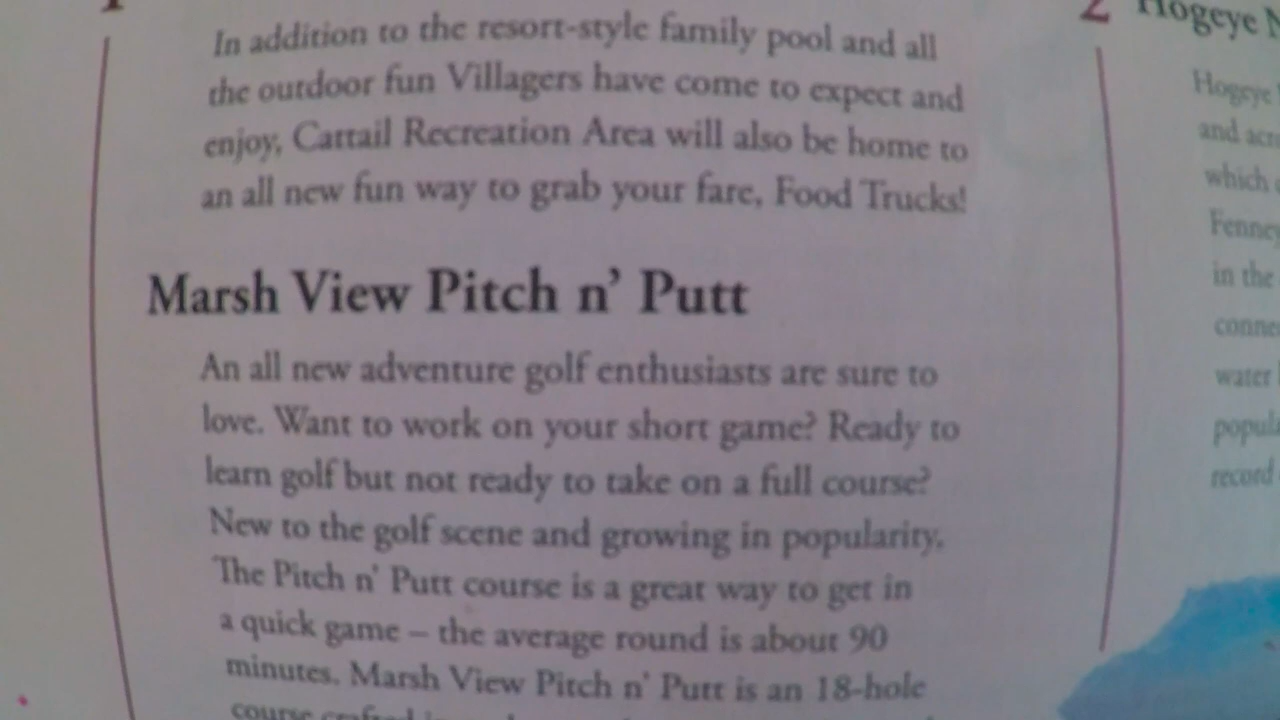 In addition to the resort-style family pool and all
the outdoor fun Villagers have come to expect and
enjoy, Cattail Recreation Area will also be home to
an all new fun way to grab your fare, Food Trucks!
Marsh View Pitch n' Putt
An all new adventure golf enthusiasts are sure to
love. Want to work on your short game? Ready to
learn golf but not ready to take on a full course?
New to the golf scene and growing in popularity.
The Pitch n' Putt course is a great way to get in
a quick game – the average round is about 90
minutes. Marsh View Pitch n' Putt is an 18-hole
course
2 Hogeye
Hogeye
and
which
Fenney
in the
water
record